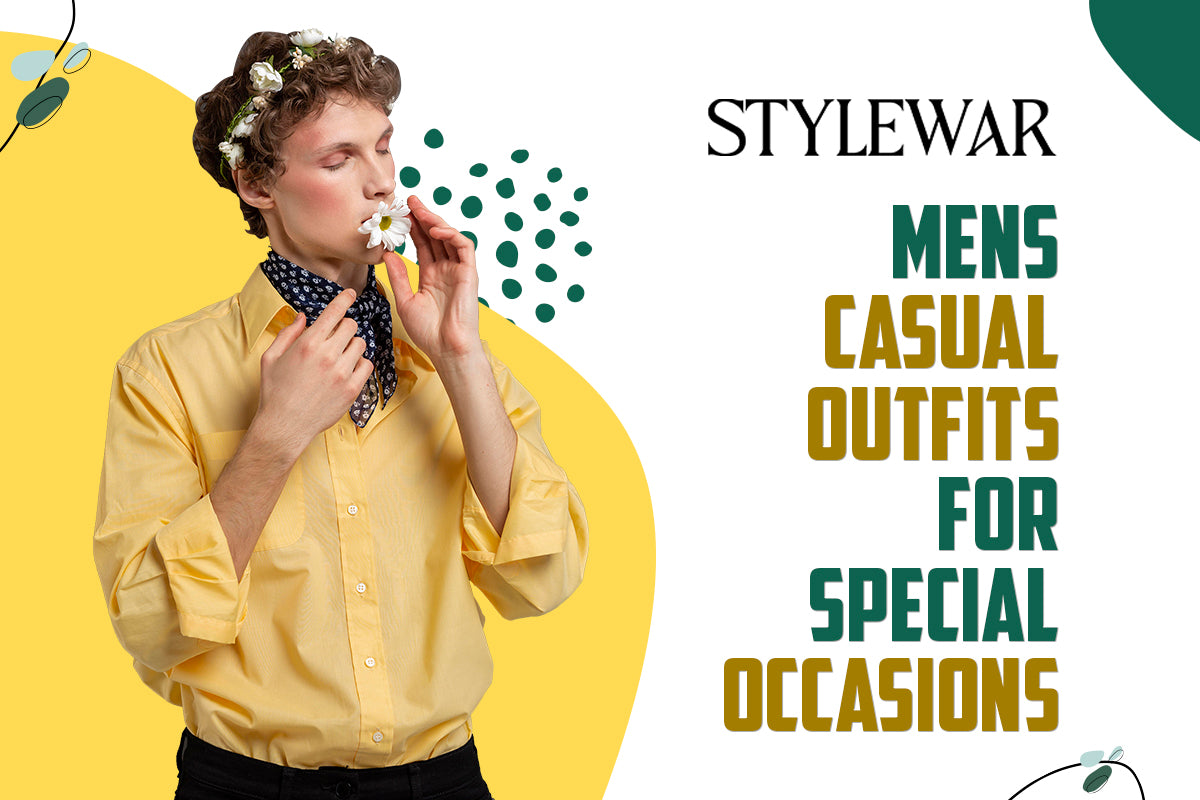 STYLEWAR
MENS
CASUAL
OUTFITS
FOR
SPECIAL
OCCASIONS